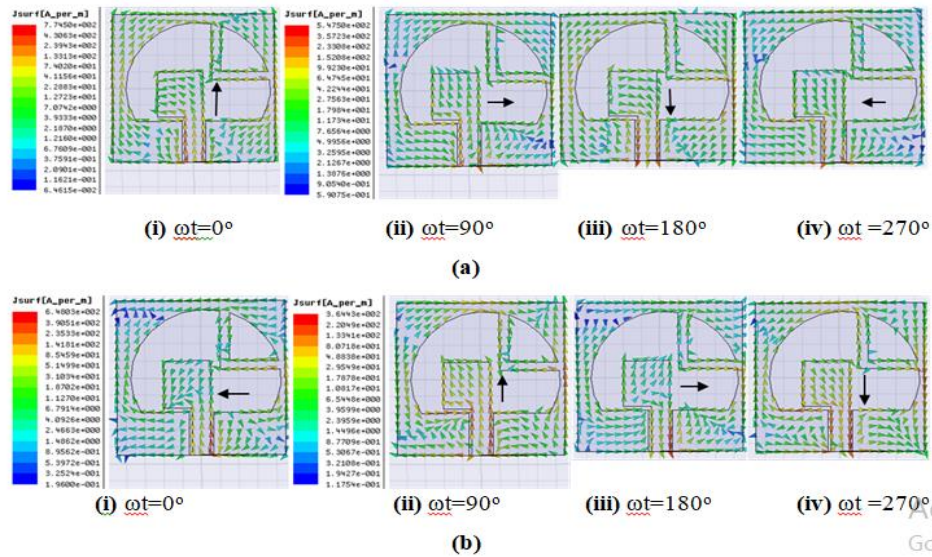 Jsurf[A_per_m]
7.7450e+002
4.3063e+002
2.3943e+002
1.3313e+002
7.4020e+001
4.1156e+001
2.2883e+001
1.2723e+001
7.0742e+000
3.9333e+000
2.1870e+000
1.2160e+000
6.7609e-001
3.7591e-001
2.0901e-001
1.1621e-001
6.4615e-002
Jsurf[A_per_m]
5.4750e+002
3.5723e+002
2.3308e+002
1.5208e+002
9.9230e+001
6.4745e+001
4.2244e+001
2.7563e+001
1.7984e+001
1.1734e+001
7.6564e+000
4.9956e+000
3.2595e+000
2.1267e+000
1.3876e+000
9.0540e-001
5.9075e-001
(i) ωt=0° (ii) ωt=90° (iii) ωt=180° (iv) ωt =270°
(a)
Jsurf[A_per_m]
6.4803e+002
3.9051e+002
2.3533e+002
1.4181e+002
8.5459e+001
5.1499e+001
3.1034e+001
1.8702e+001
1.1270e+001
6.7914e+000
4.0926e+000
2.4663e+000
1.4862e+000
8.9562e-001
5.3972e-001
3.2524e-001
1.9600e-001
Jsurf[A_per_m]
3.6443e+002
2.2049e+002
1.3341e+002
8.0718e+001
4.8838e+001
2.9549e+001
1.7878e+001
1.0817e+001
6.5448e+000
3.9599e+000
2.3959e+000
1.4496e+000
8.7709e-001
5.3067e-001
3.2108e-001
1.9427e-001
1.1754e-001
(i) ωt=0° (ii) ωt=90° (iii) ωt=180° (iv) ωt =270°
(b)